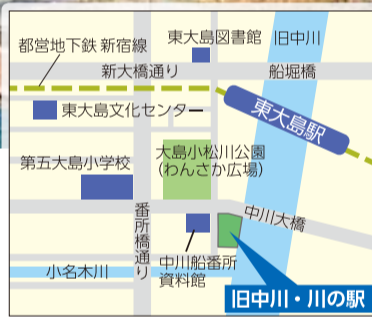 東大島図書館
旧中川
都営地下鉄 新宿線
新大橋通り
船堀橋
東大島文化センター
東大島駅
第五大島小学校
大島小松川公園
(わんさか広場)
番所橋通り
中川大橋
中川船番所
資料館
小名木川
旧中川・川の駅